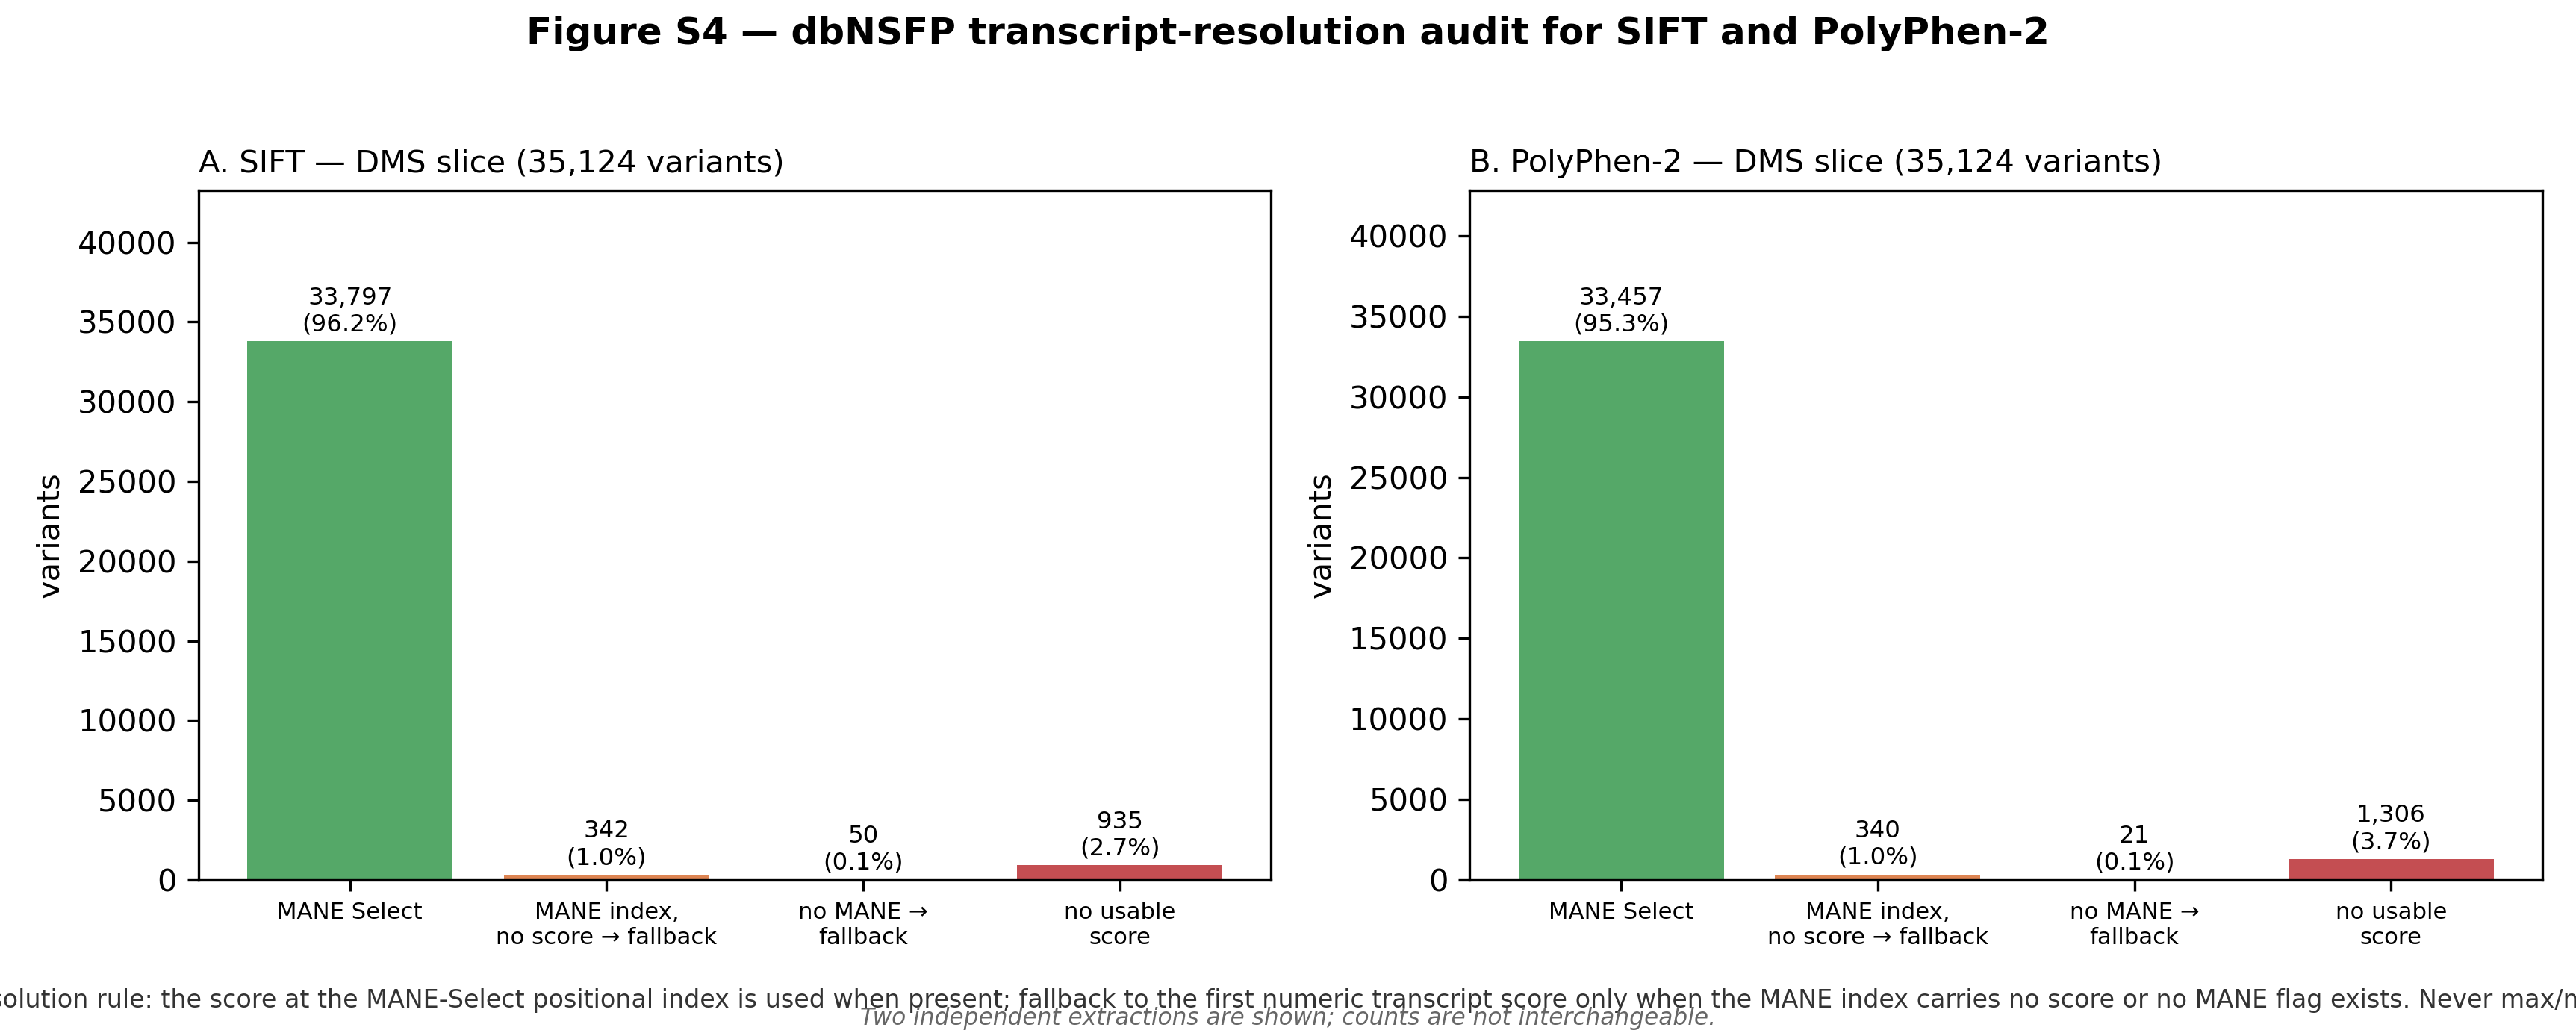 Figure S4 — dbNSFP transcript-resolution audit for SIFT and PolyPhen-2
A. SIFT — DMS slice (35,124 variants)
variants
40000
35000
30000
25000
20000
15000
10000
5000
0
33,797
(96.2%)
342
(1.0%)
50
(0.1%)
935
(2.7%)
MANE Select
MANE index,
no score → fallback
no MANE →
fallback
no usable
score
B. PolyPhen-2 — DMS slice (35,124 variants)
variants
40000
35000
30000
25000
20000
15000
10000
5000
0
33,457
(95.3%)
340
(1.0%)
21
(0.1%)
1,306
(3.7%)
MANE Select
MANE index,
no score → fallback
no MANE →
fallback
no usable
score
solution rule: the score at the MANE-Select positional index is used when present; fallback to the first numeric transcript score only when the MANE index carries no score or no MANE flag exists. Never
Two independent extractions are shown; counts are not interchangeable.